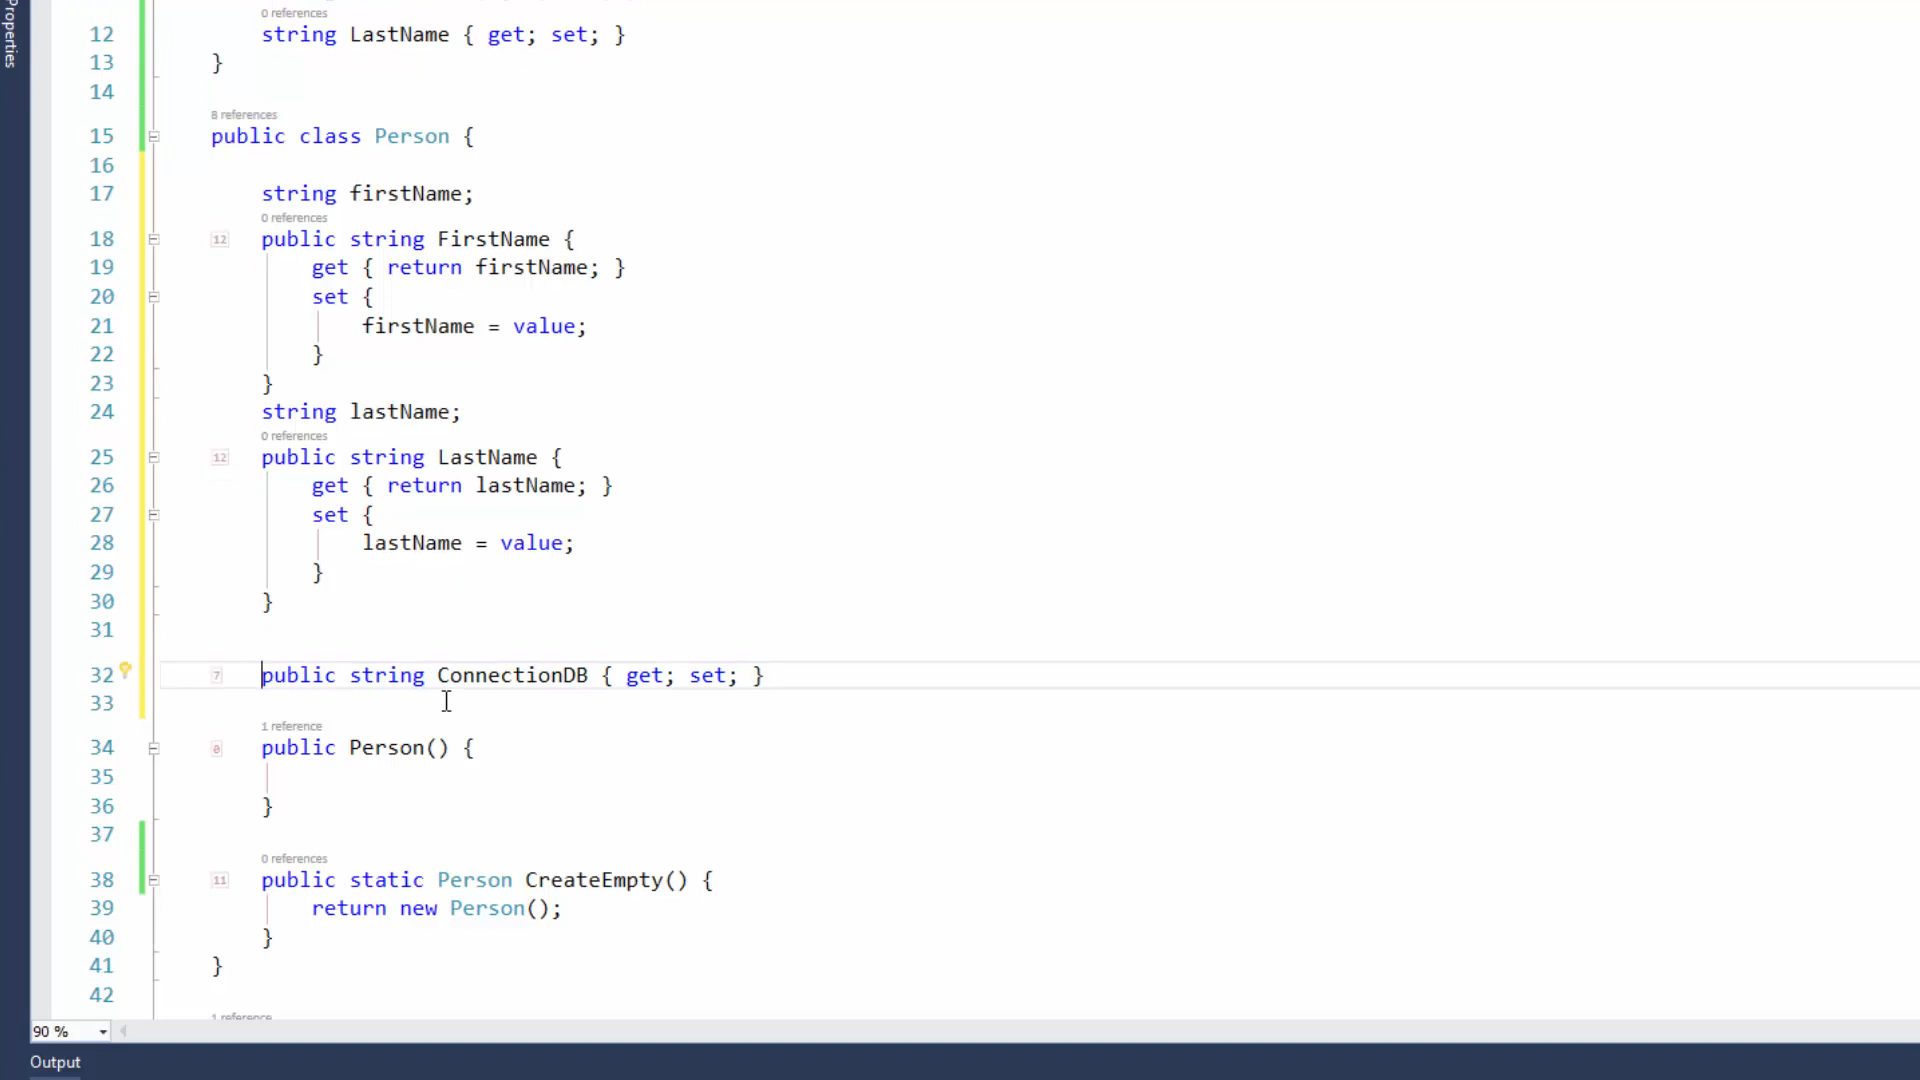 Properties
0 references
12 string LastName { get; set; }
13 }
14
8 references
15 public class Person {
16
17 string firstName;
0 references
18 12 public string FirstName {
19 get { return firstName; }
20 set {
21 firstName = value;
22 }
23 }
24 string lastName;
0 references
25 12 public string LastName {
26 get { return lastName; }
27 set {
28 lastName = value;
29 }
30 }
31
32 7 public string ConnectionDB { get; set; }
33
1 reference
34 0 public Person() {
35
36 }
37
0 references
38 11 public static Person CreateEmpty() {
39 return new Person();
40 }
41 }
42
1 reference
90 %
Output